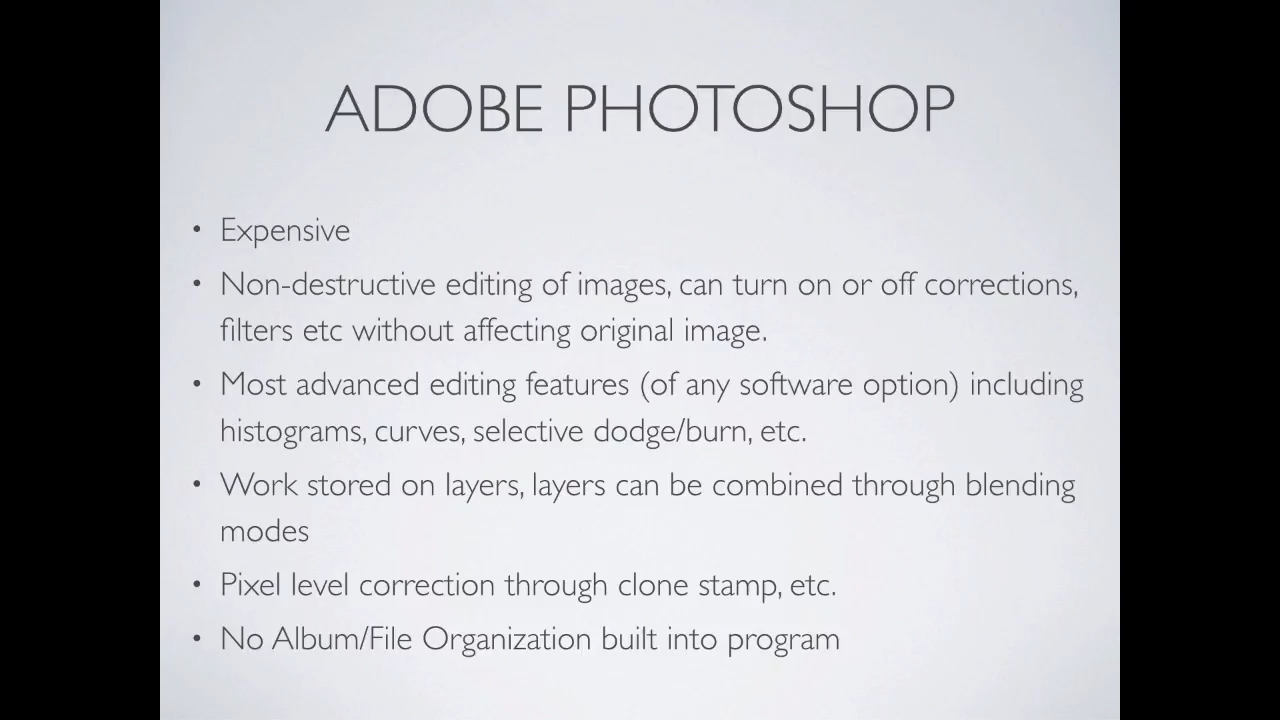 ADOBE PHOTOSHOP
• Expensive
• Non-destructive editing of images, can turn on or off corrections,
filters etc without affecting original image.
• Most advanced editing features (of any software option) including
histograms, curves, selective dodge/burn, etc.
• Work stored on layers, layers can be combined through blending
modes
• Pixel level correction through clone stamp, etc.
• No Album/File Organization built into program